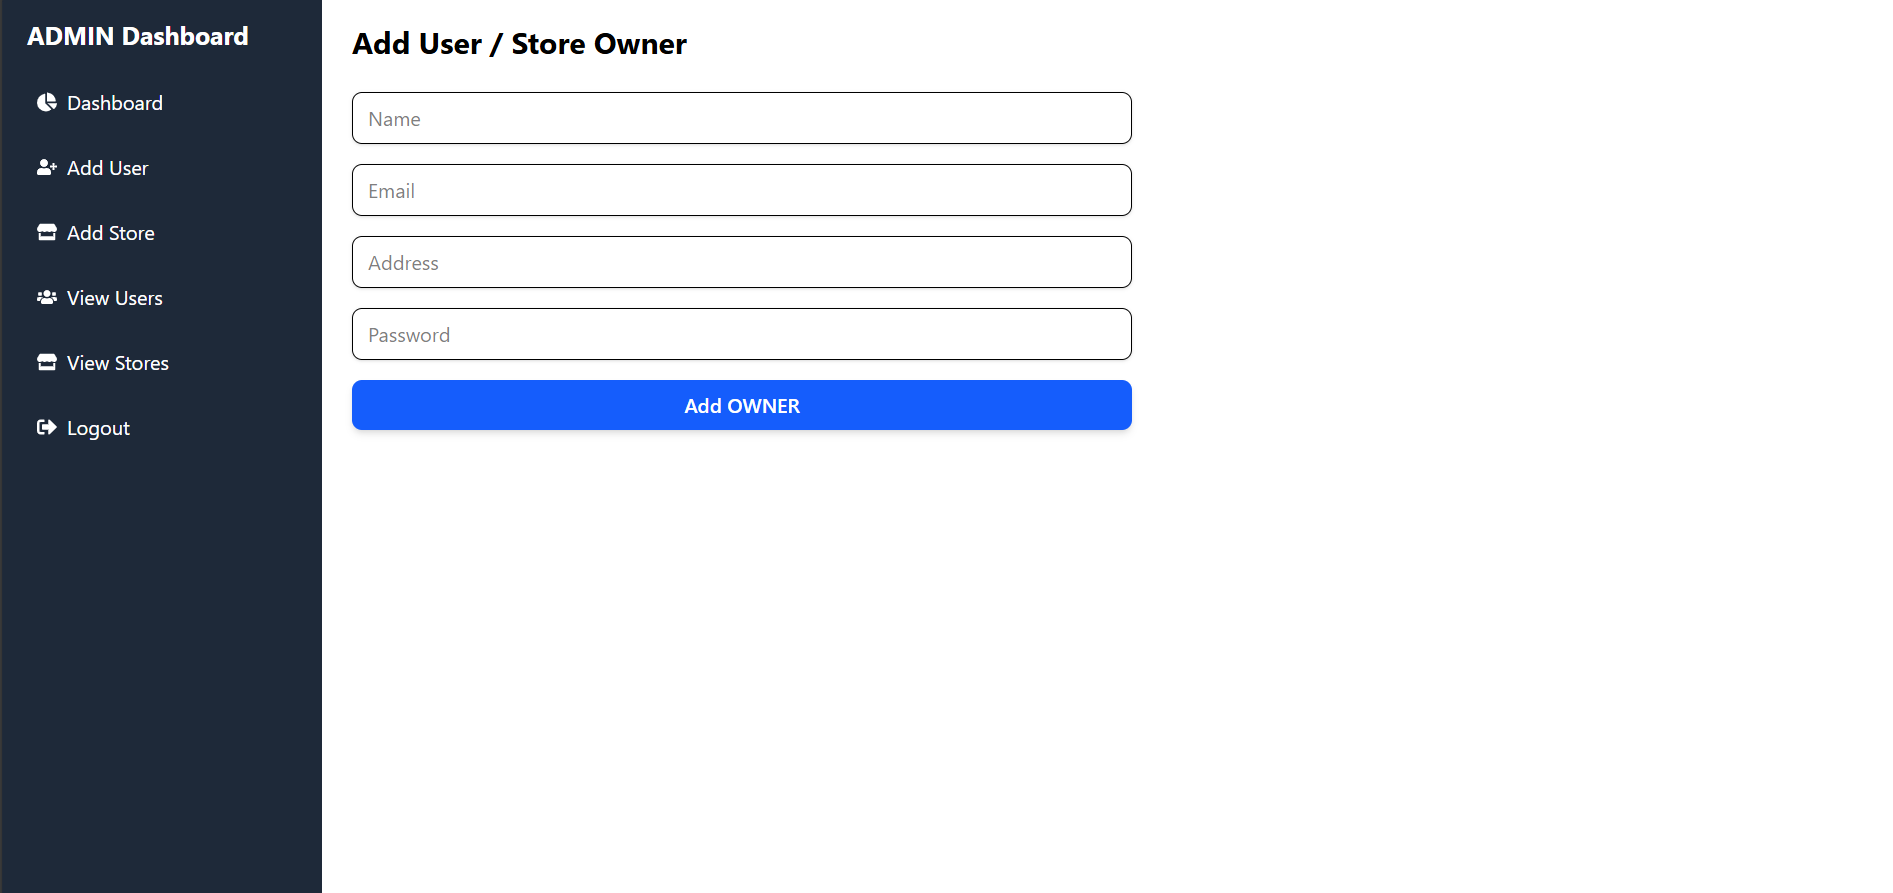 ADMIN Dashboard
Dashboard
Add User
Add Store
View Users
View Stores
Logout
Add User / Store Owner
Name
Email
Address
Password
Add OWNER